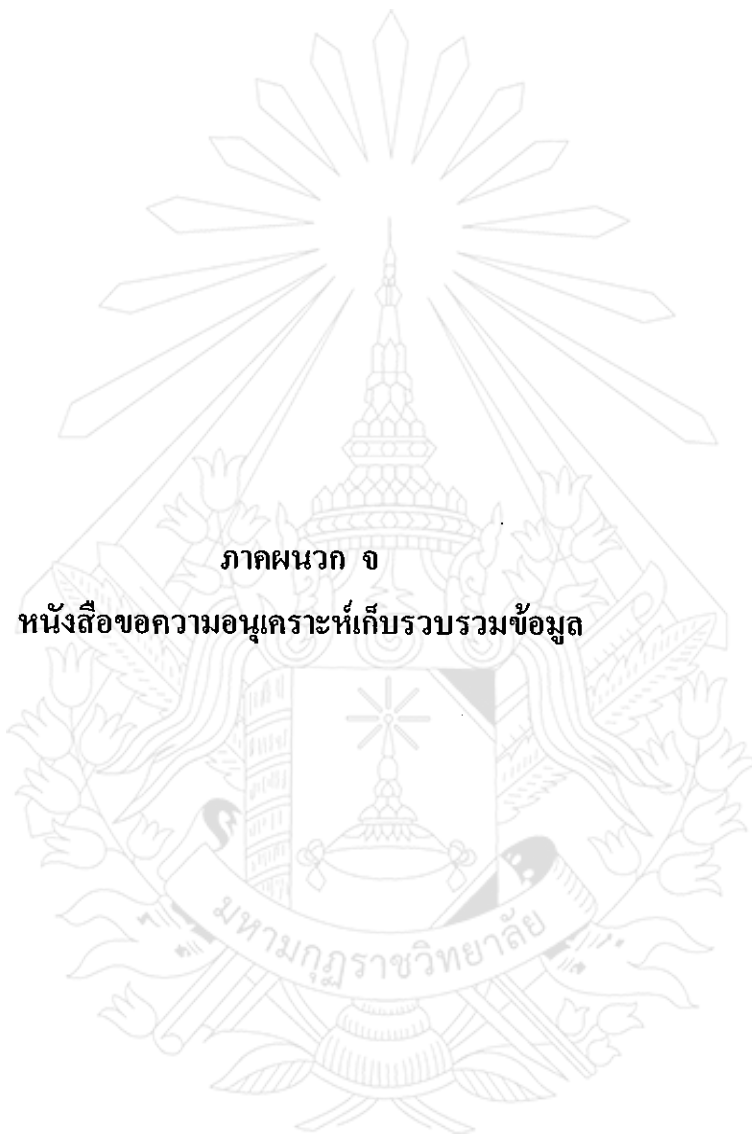 ภาคผนวก จ
หนังสือขอความอนุเคราะห์เก็บรวบรวมข้อมูล
มหามกุฏราชวิทยาลัย